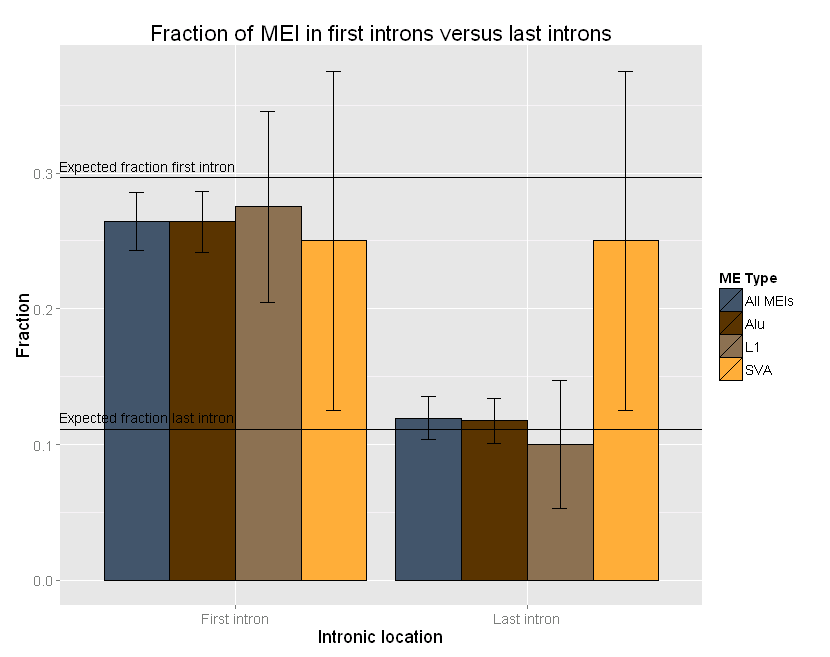 Fraction of MEI in first introns versus last introns
Expected fraction first intron
0.3
0.2
Expected fraction last intron
0.1
0.0
Fraction
First intron
Last intron
Intronic location
ME Type
All MEIs
Alu
L1
SVA